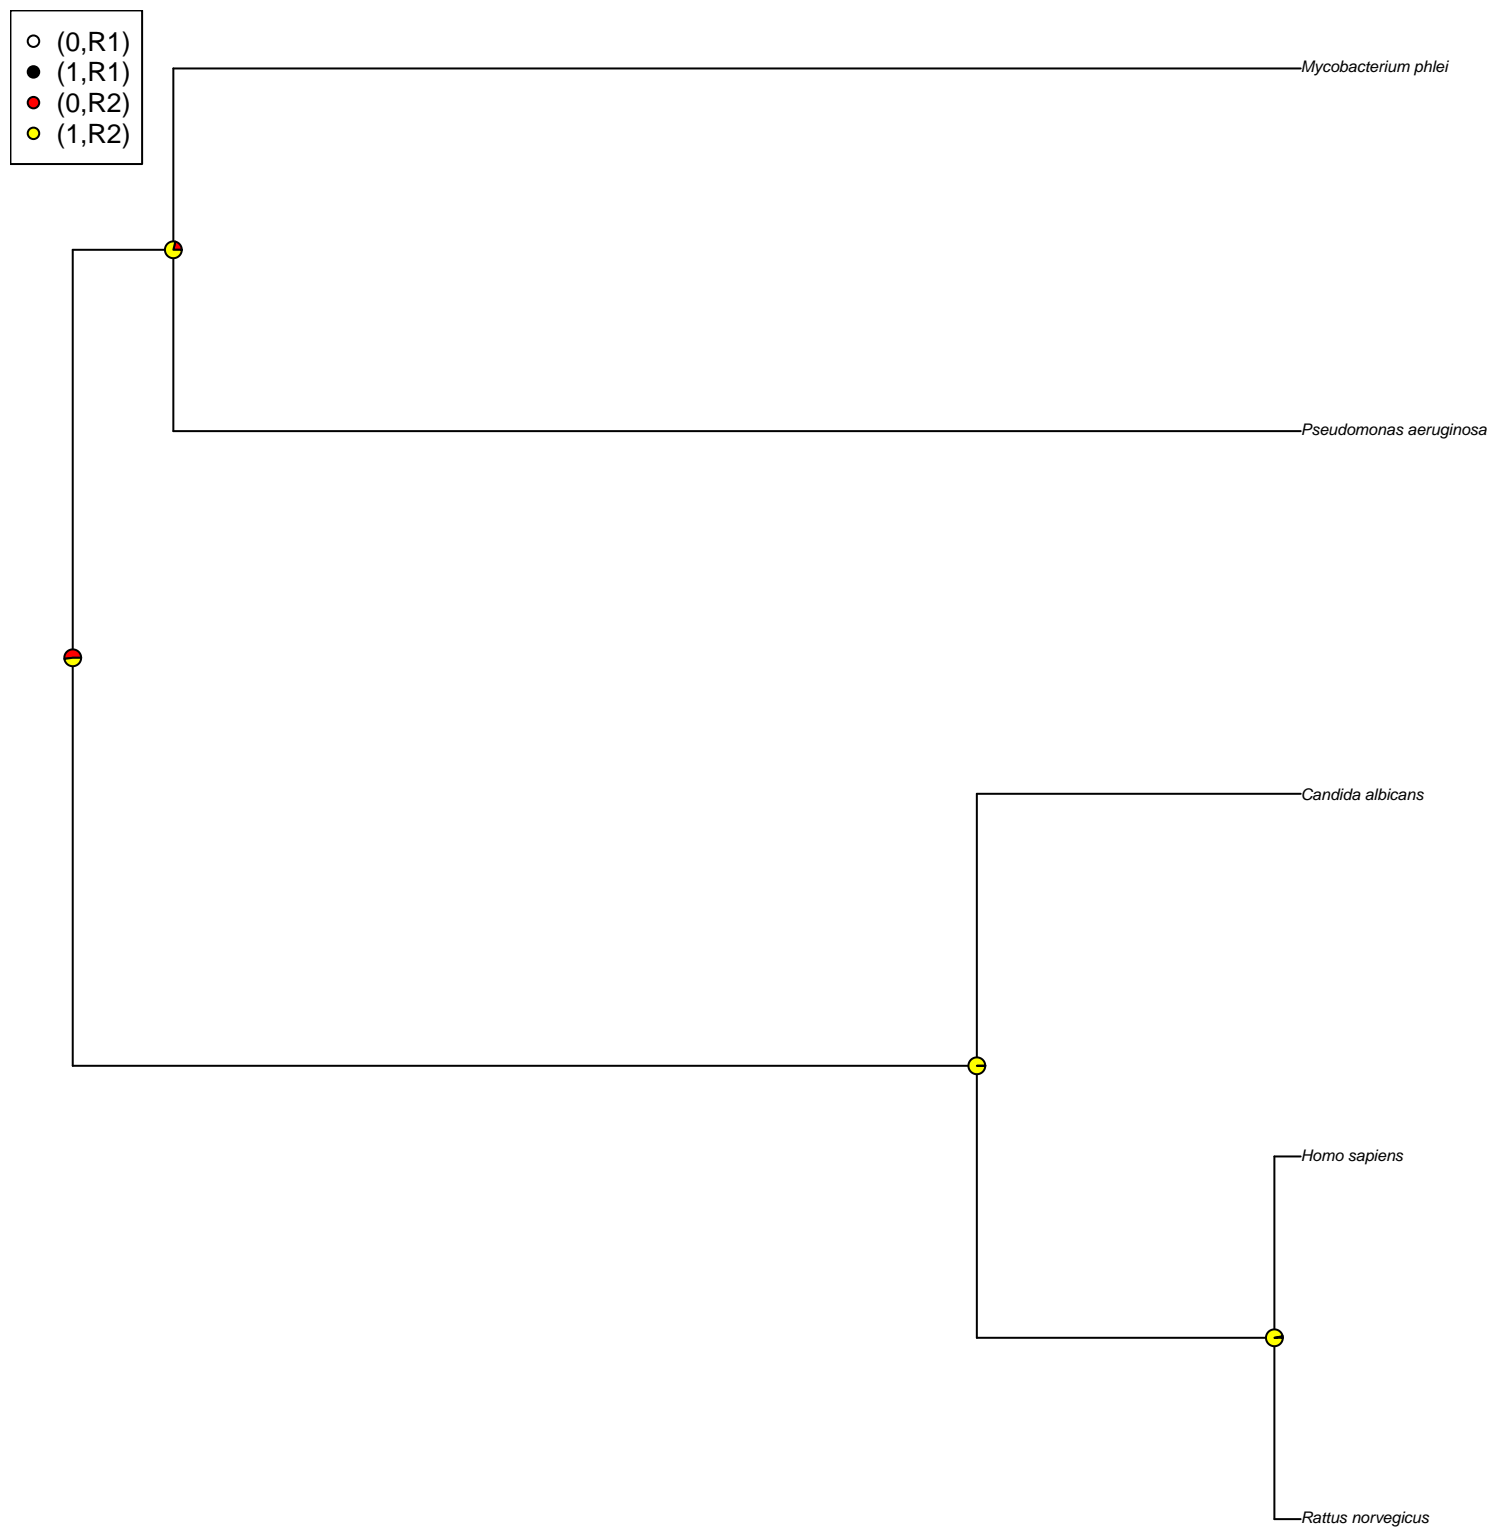 (0,R1)
(1,R1)
(0,R2)
(1,R2)
Mycobacterium phlei
Pseudomonas aeruginosa
Candida albicans
Homo sapiens
Rattus norvegicus